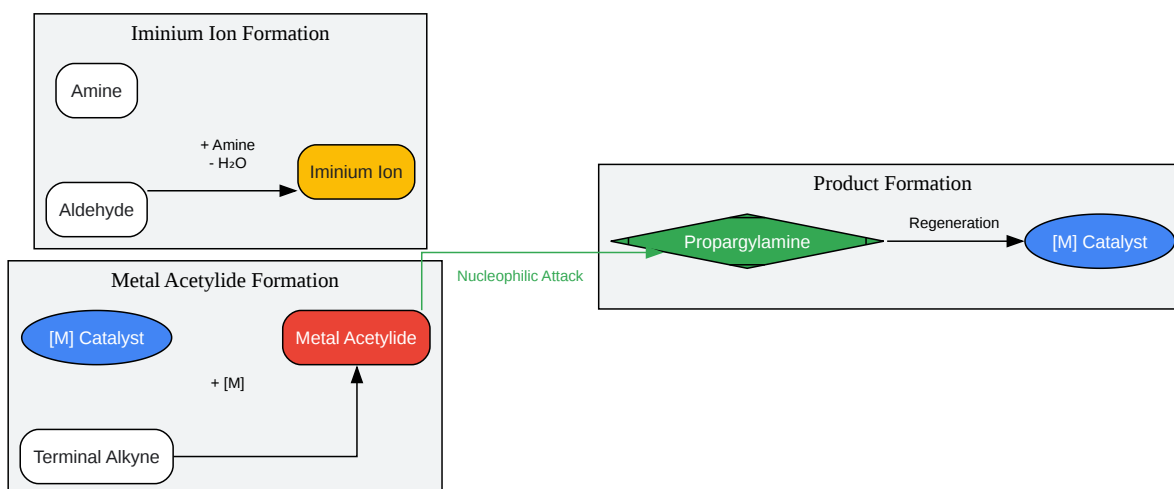 Iminium Ion Formation
Amine
+ Amine
- H₂O
Iminium Ion
Aldehyde
Metal Acetylide Formation
[M] Catalyst
Metal Acetylide
+ [M]
Terminal Alkyne
Nucleophilic Attack
Product Formation
Propargylamine
Regeneration
[M] Catalyst